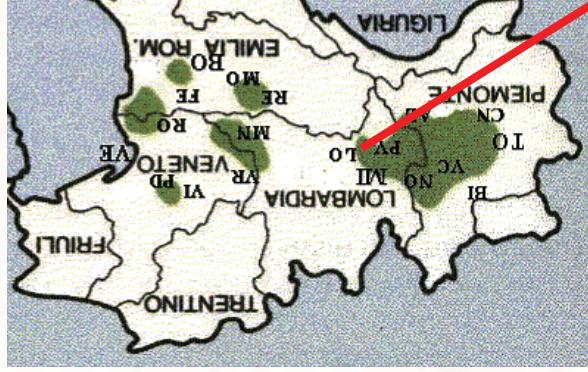 TRENTINO
FRIULI
LOMBARDIA
BI
NO
MI
VR
VI
PD
VC
VENETO
TO
PV
LO
VE
MN
RO
CN
AL
PIEMONTE
RE
MO
FE
BO
EMILIA ROM.
LIGURIA